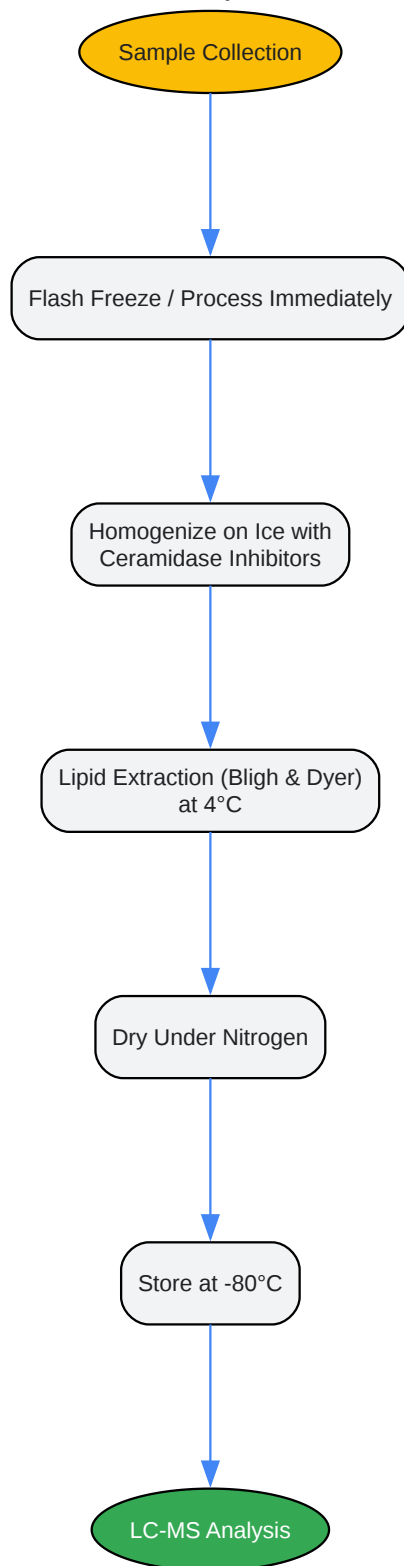 Sample Collection
Flash Freeze / Process Immediately
Homogenize on Ice with
Ceramidase Inhibitors
Lipid Extraction (Bligh & Dyer)
at 4°C
Dry Under Nitrogen
Store at -80°C
LC-MS Analysis